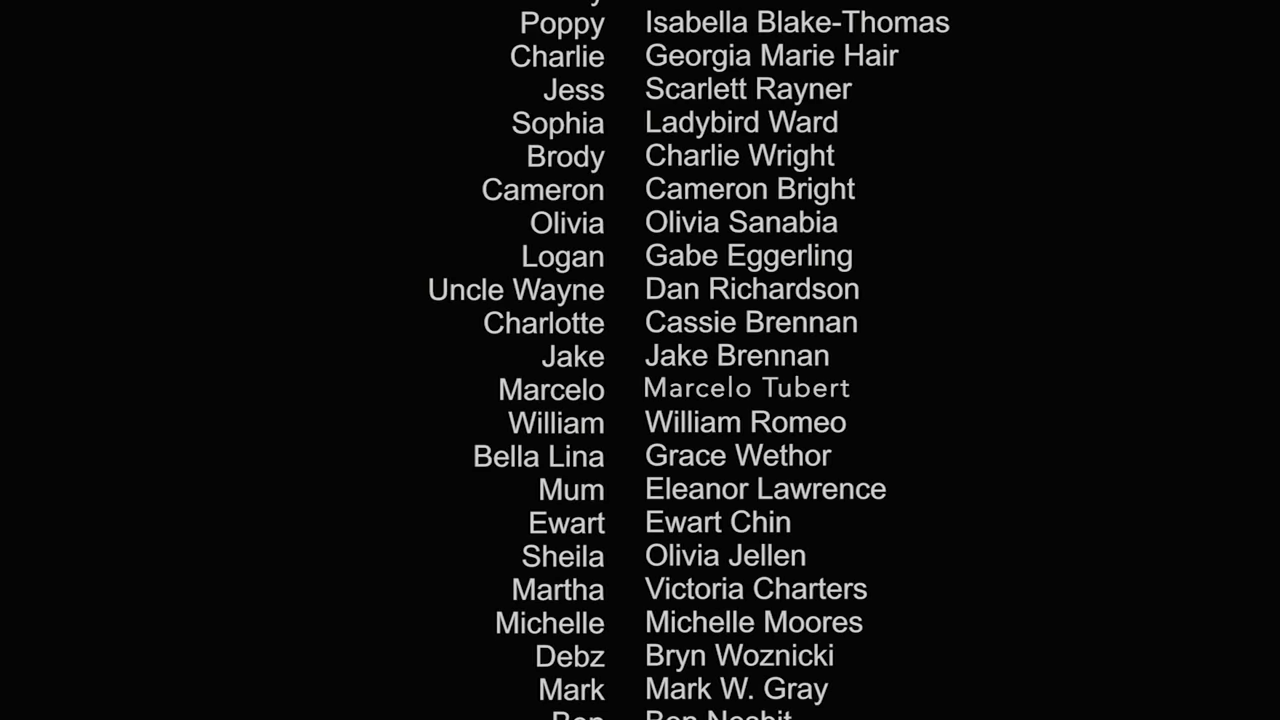 Poppy Isabella Blake-Thomas
Charlie Georgia Marie Hair
Jess Scarlett Rayner
Sophia Ladybird Ward
Brody Charlie Wright
Cameron Cameron Bright
Olivia Olivia Sanabia
Logan Gabe Eggerling
Uncle Wayne Dan Richardson
Charlotte Cassie Brennan
Jake Jake Brennan
Marcelo Marcelo Tubert
William William Romeo
Bella Lina Grace Wethor
Mum Eleanor Lawrence
Ewart Ewart Chin
Sheila Olivia Jellen
Martha Victoria Charters
Michelle Michelle Moores
Debz Bryn Woznicki
Mark Mark W. Gray
Ben Ben Nesbit